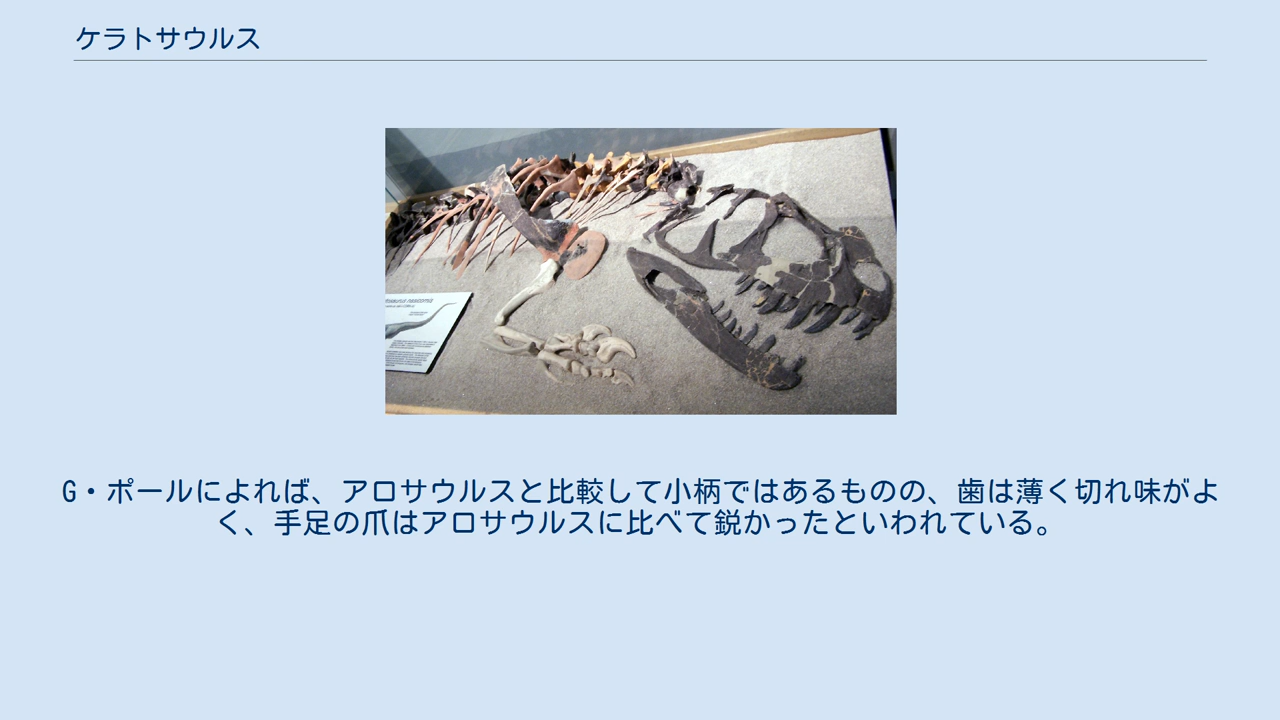 ケラトサウルス
G・ポールによれば、アロサウルスと比較して小柄ではあるものの、歯は薄く切れ味がよ
く、手足の爪はアロサウルスに比べて鋭かったといわれている。